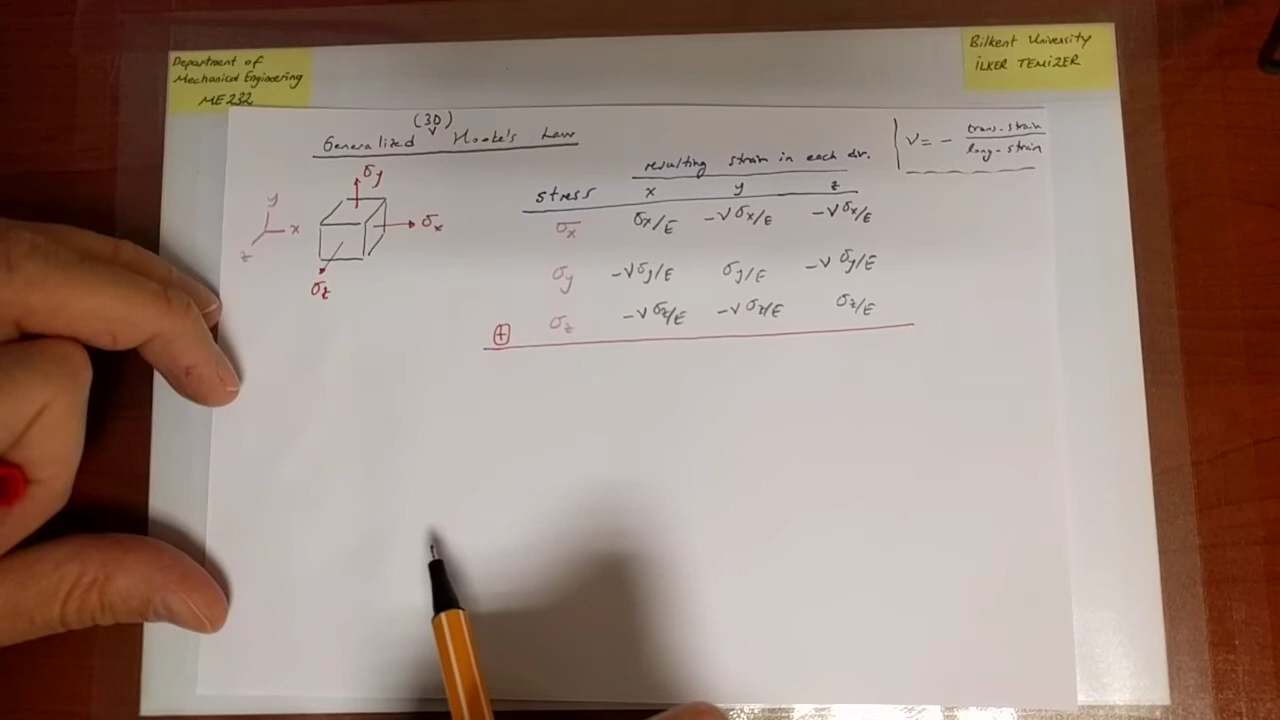 Department of
Mechanical Engineering
ME 232
Bilkent University
İLKER TEMİZER
(3D)
Generalized Hooke's Law
ν = - trans. strain / long. strain
y
x
z
σy
σx
σz
resulting strain in each dir.
stress x y z
σx σx/E -νσx/E -νσx/E
σy -νσy/E σy/E -νσy/E
σz -νσz/E -νσz/E σz/E
+